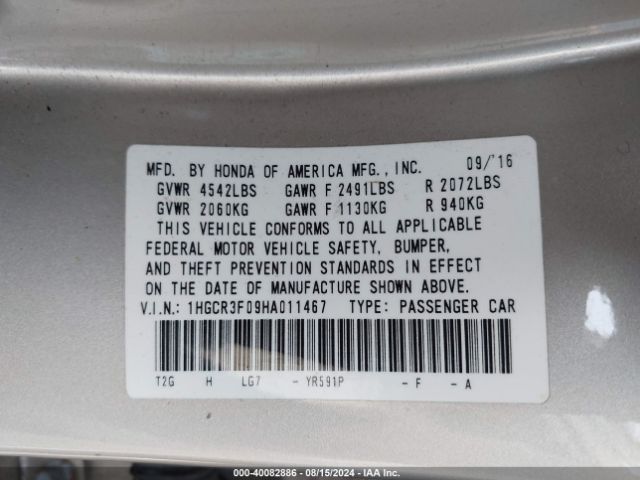 MFD. BY HONDA OF AMERICA MFG., INC. 09/'16
GVWR 4542LBS GAWR F 2491LBS R 2072LBS
GVWR 2060KG GAWR F 1130KG R 940KG
THIS VEHICLE CONFORMS TO ALL APPLICABLE
FEDERAL MOTOR VEHICLE SAFETY, BUMPER,
AND THEFT PREVENTION STANDARDS IN EFFECT
ON THE DATE OF MANUFACTURE SHOWN ABOVE.
V.I.N.: 1HGCR3F09HA011467 TYPE: PASSENGER CAR
T2G H LG7 - YR591P - F - A
000-40082886 - 08/15/2024 - IAA Inc.